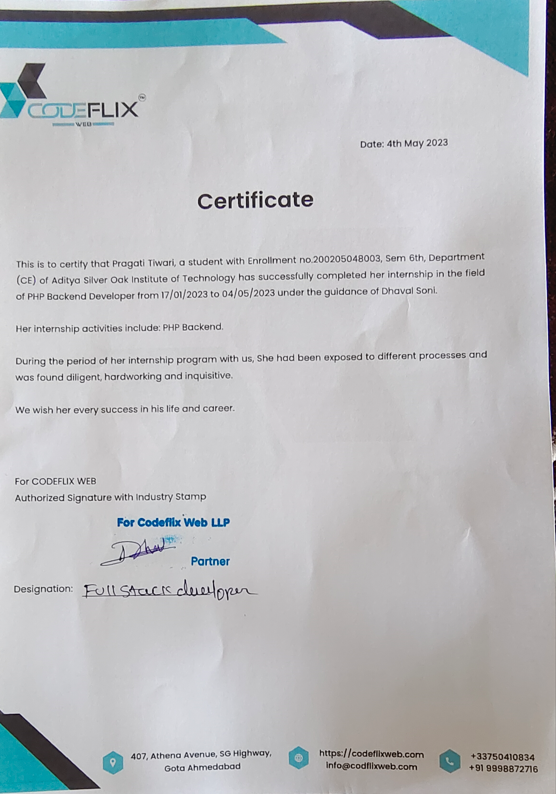 CODEFLIX
WEB
Date: 4th May 2023
Certificate
This is to certify that Pragati Tiwari, a student with Enrollment no.200205048003, Sem 6th, Department
(CE) of Aditya Silver Oak Institute of Technology has successfully completed her internship in the field
of PHP Backend Developer from 17/01/2023 to 04/05/2023 under the guidance of Dhaval Soni.
Her internship activities include: PHP Backend.
During the period of her internship program with us, She had been exposed to different processes and
was found diligent, hardworking and inquisitive.
We wish her every success in his life and career.
For CODEFLIX WEB
Authorized Signature with Industry Stamp
For Codeflix Web LLP
Partner
Designation: Full Stack developer
407, Athena Avenue, SG Highway,
Gota Ahmedabad
https://codeflixweb.com
info@codflixweb.com
+33750410834
+91 9998872716